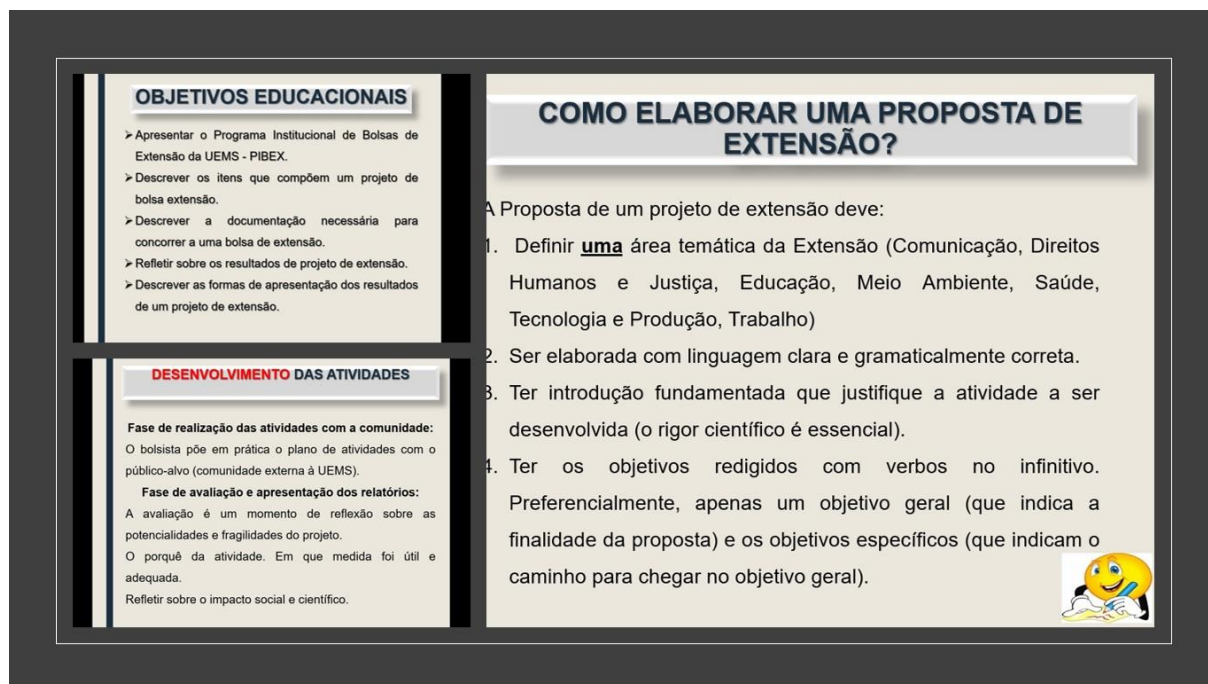 OBJETIVOS EDUCACIONAIS
➢Apresentar o Programa Institucional de Bolsas de
Extensão da UEMS - PIBEX.
➢Descrever os itens que compõem um projeto de
bolsa extensão.
➢Descrever a documentação necessária para
concorrer a uma bolsa de extensão.
➢Refletir sobre os resultados de projeto de extensão.
➢Descrever as formas de apresentação dos resultados
de um projeto de extensão.
DESENVOLVIMENTO DAS ATIVIDADES
Fase de realização das atividades com a comunidade:
O bolsista põe em prática o plano de atividades com o
público-alvo (comunidade externa à UEMS).
Fase de avaliação e apresentação dos relatórios:
A avaliação é um momento de reflexão sobre as
potencialidades e fragilidades do projeto.
O porquê da atividade. Em que medida foi útil e
adequada.
Refletir sobre o impacto social e científico.
COMO ELABORAR UMA PROPOSTA DE
EXTENSÃO?
A Proposta de um projeto de extensão deve:
1. Definir uma área temática da Extensão (Comunicação, Direitos
Humanos e Justiça, Educação, Meio Ambiente, Saúde,
Tecnologia e Produção, Trabalho)
2. Ser elaborada com linguagem clara e gramaticalmente correta.
3. Ter introdução fundamentada que justifique a atividade a ser
desenvolvida (o rigor científico é essencial).
4. Ter os objetivos redigidos com verbos no infinitivo.
Preferencialmente, apenas um objetivo geral (que indica a
finalidade da proposta) e os objetivos específicos (que indicam o
caminho para chegar no objetivo geral).